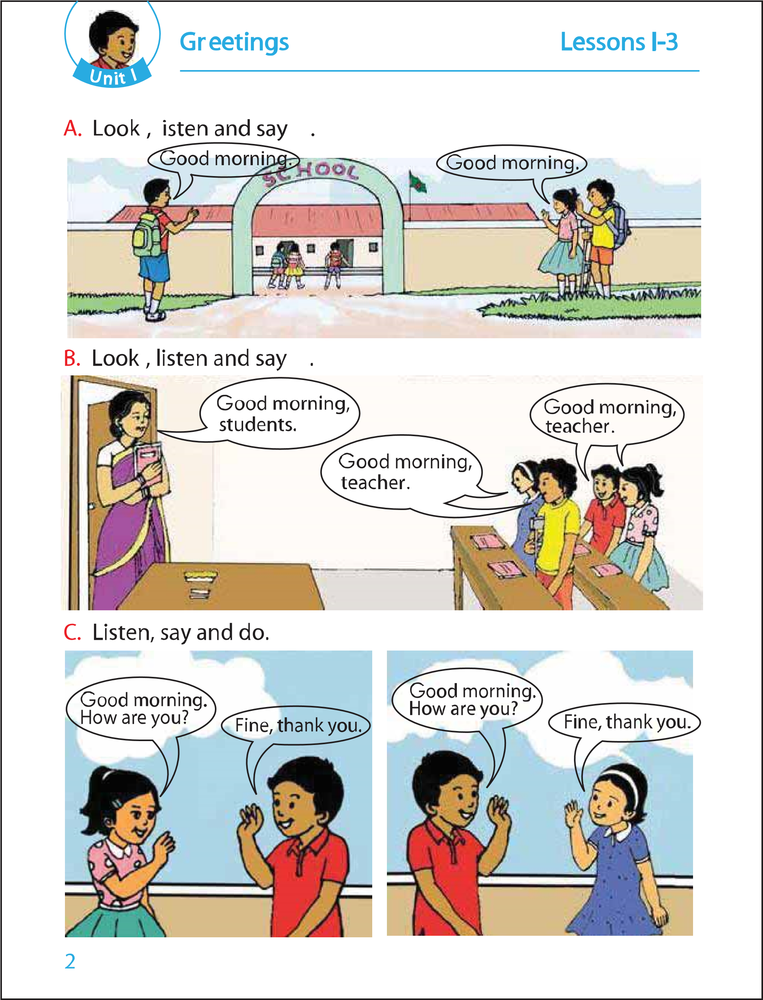 Unit 1
Greetings
Lessons 1-3
A. Look , isten and say .
Good morning.
SCHOOL
Good morning.
B. Look , listen and say .
Good morning,
students.
Good morning,
teacher.
Good morning,
teacher.
C. Listen, say and do.
Good morning.
How are you?
Fine, thank you.
Good morning.
How are you?
Fine, thank you.
2